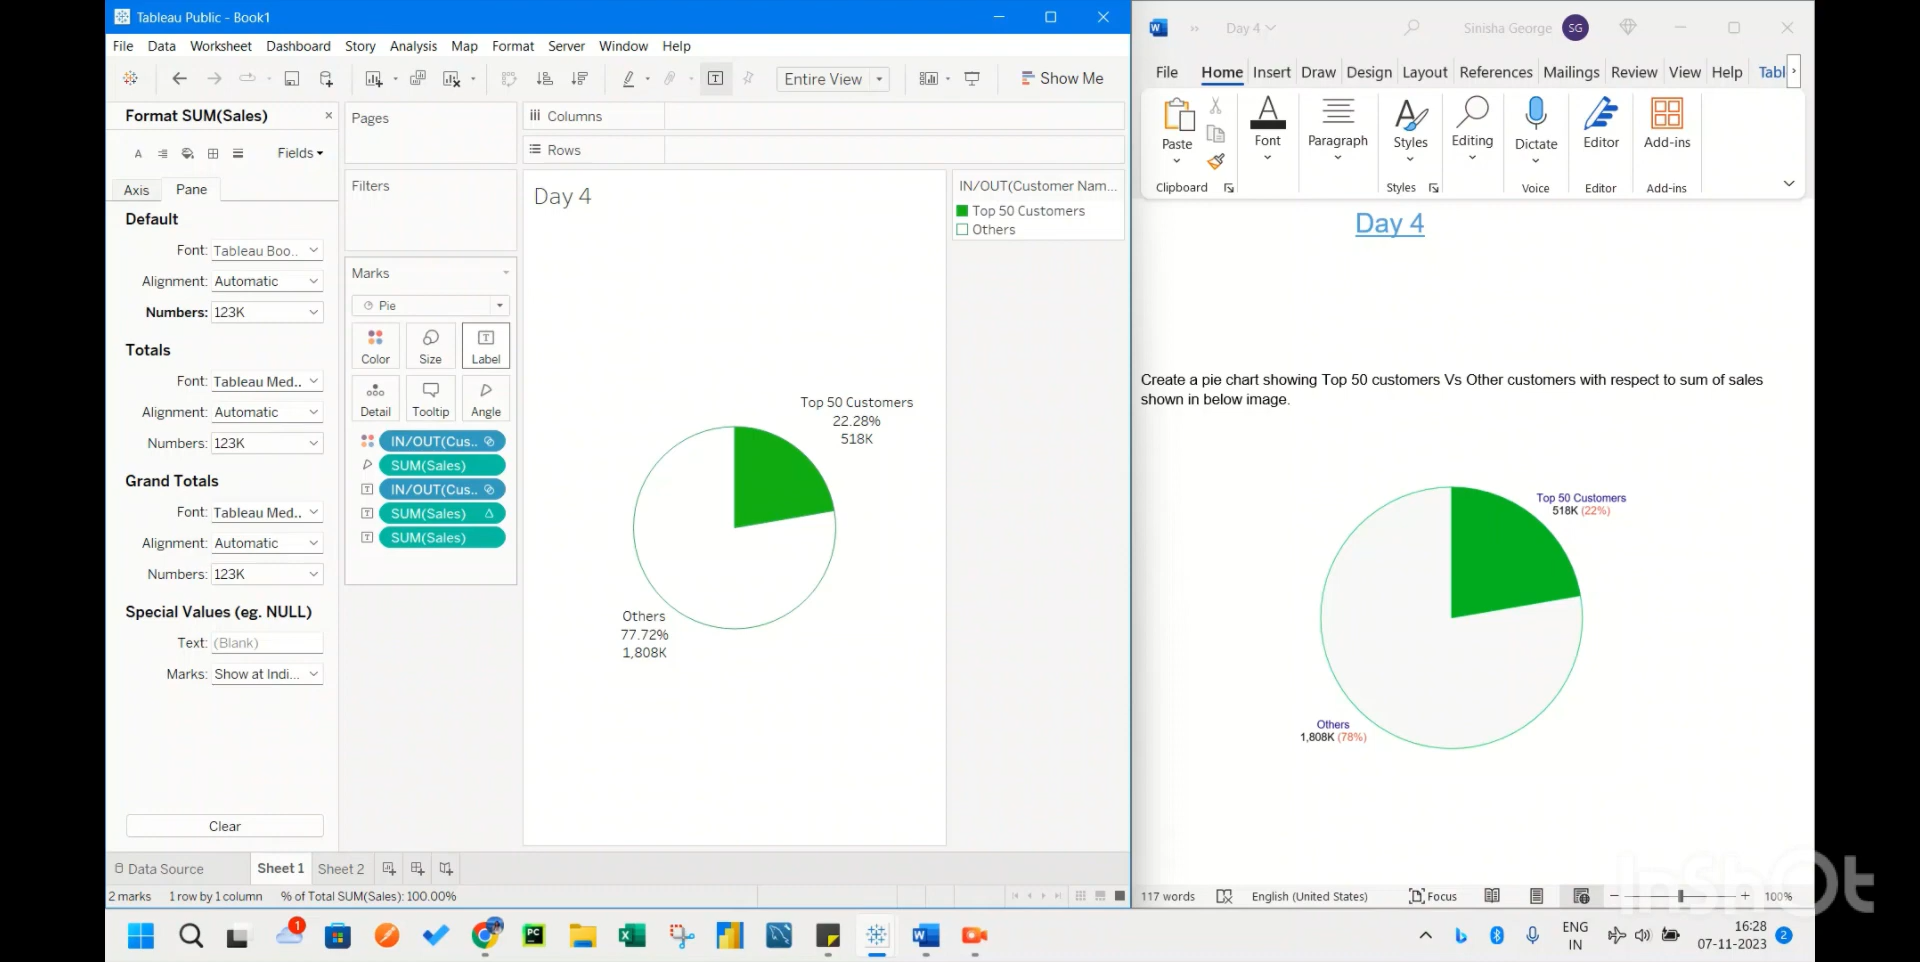 Tableau Public - Book1
File Data Worksheet Dashboard Story Analysis Map Format Server Window Help
Entire View
Show Me
Format SUM(Sales)
Fields
Axis Pane
Default
Font: Tableau Boo..
Alignment: Automatic
Numbers: 123K
Totals
Font: Tableau Med..
Alignment: Automatic
Numbers: 123K
Grand Totals
Font: Tableau Med..
Alignment: Automatic
Numbers: 123K
Special Values (eg. NULL)
Text: (Blank)
Marks: Show at Indi...
Clear
Pages
Filters
Marks
Pie
Color Size Label
Detail Tooltip Angle
IN/OUT(Cus..
SUM(Sales)
IN/OUT(Cus..
SUM(Sales)
SUM(Sales)
Columns
Rows
Day 4
Top 50 Customers
22.28%
518K
Others
77.72%
1,808K
IN/OUT(Customer Nam...
Top 50 Customers
Others
Data Source Sheet 1 Sheet 2
2 marks 1 row by 1 column % of Total SUM(Sales): 100.00%
Day 4
Sinisha George SG
File Home Insert Draw Design Layout References Mailings Review View Help Tabl
Paste Font Paragraph Styles Editing Dictate Editor Add-ins
Clipboard Styles Voice Editor Add-ins
Day 4
Create a pie chart showing Top 50 customers Vs Other customers with respect to sum of sales
shown in below image.
Top 50 Customers
518K (22%)
Others
1,808K (78%)
117 words English (United States) Focus 100%
InShOt
1
PC
ENG
IN
16:28
07-11-2023
2